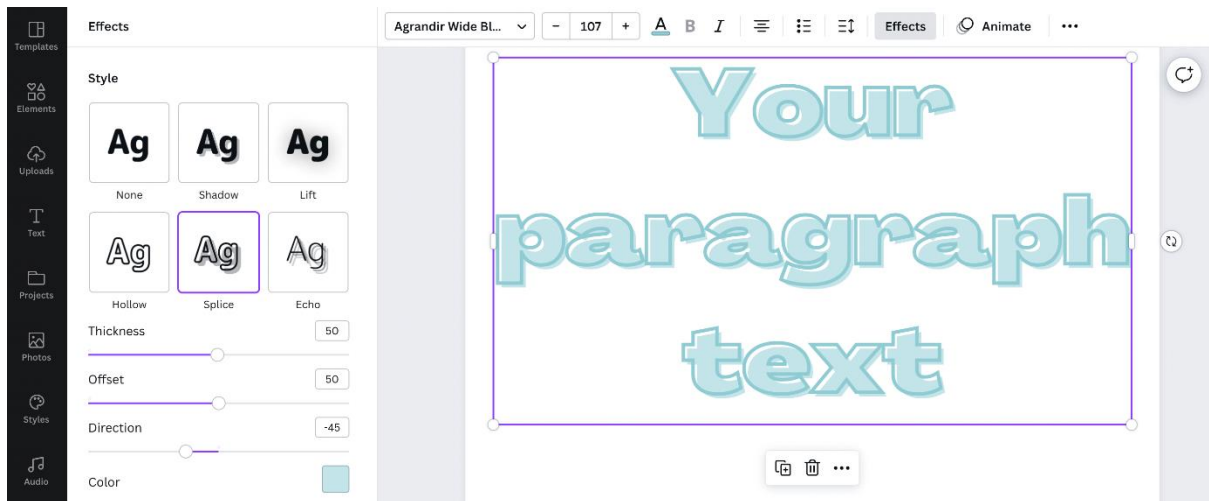 Templates
Elements
Uploads
Text
Projects
Photos
Styles
Audio
Effects
Style
Ag Ag Ag
None Shadow Lift
Ag Ag Ag
Hollow Splice Echo
Thickness 50
Offset 50
Direction -45
Color
Agrandir Wide Bl... − 107 + A B I Effects Animate
Your
paragraph
text